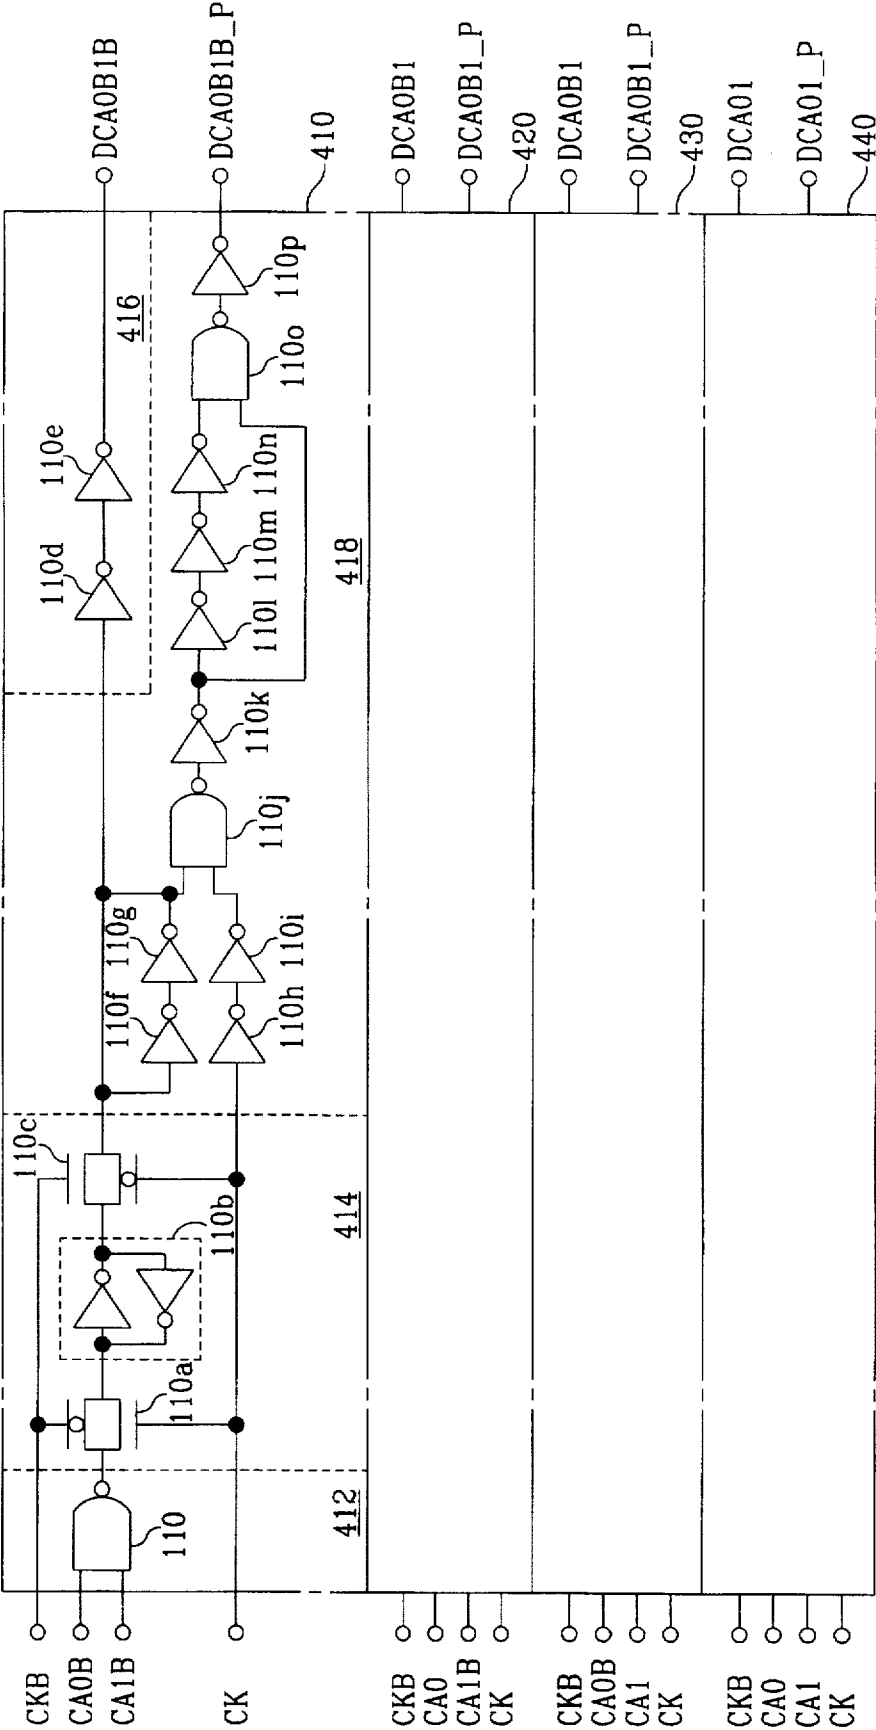 CKB
CA0B
CA1B
CK
110
412
110a
110b
110c
414
110f
110g
110h
110i
110j
110k
110l
110m
110n
110o
110p
418
110d
110e
416
DCA0B1B
DCA0B1B_P
410
CKB
CA0
CA1B
CK
DCA0B1
DCA0B1_P
420
CKB
CA0B
CA1
CK
DCA0B1
DCA0B1_P
430
CKB
CA0
CA1
CK
DCA01
DCA01_P
440